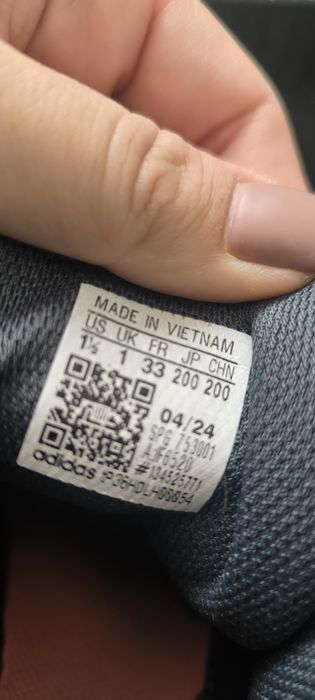 MADE IN VIETNAM
US UK FR JP CHN
1½ 1 33 200 200
04/24
SPG 753001
#134525771
adidas